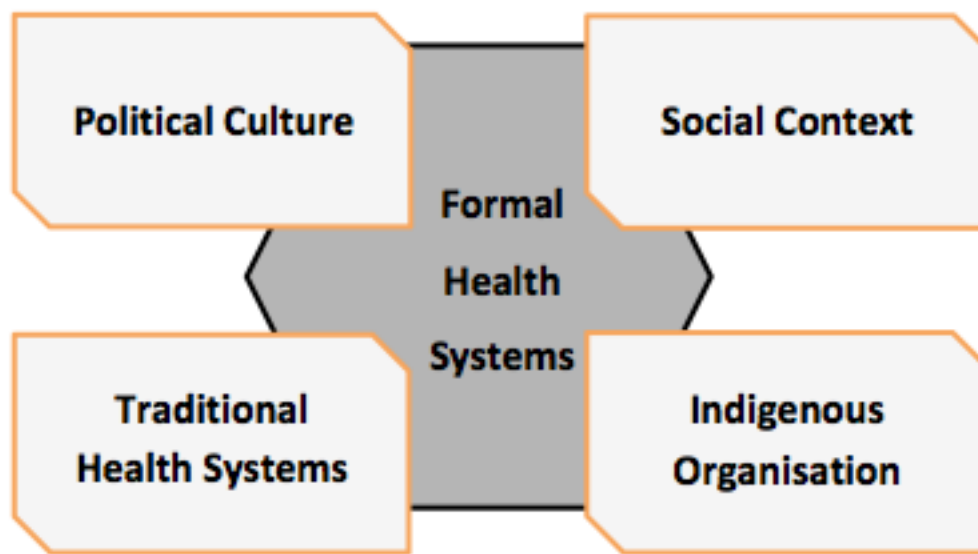 Political Culture
Social Context
Formal
Health
Systems
Traditional
Health Systems
Indigenous
Organisation